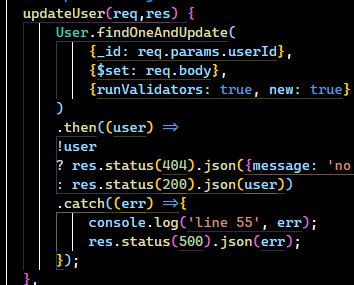 updateUser(req,res) {
User.findOneAndUpdate(
{_id: req.params.userId},
{$set: req.body},
{runValidators: true, new: true}
)
.then((user) =>
!user
? res.status(404).json({message: 'no
: res.status(200).json(user))
.catch((err) =>{
console.log('line 55', err);
res.status(500).json(err);
});
},